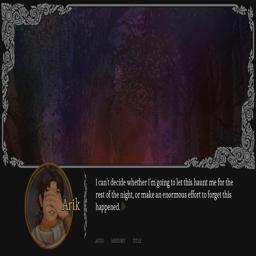 I can't decide whether I'm going to let this haunt me for the
rest of the night, or make an enormous effort to forget this
happened.
Arik
AUTO HISTORY TITLE